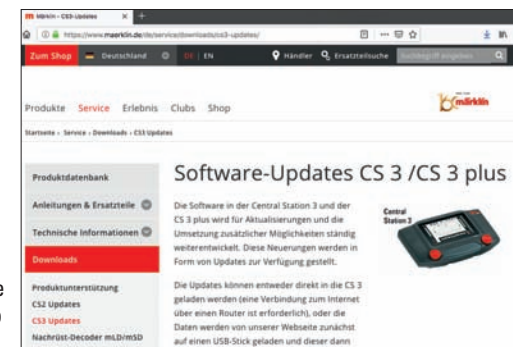 Märklin - CS3-Updates
https://www.maerklin.de/de/service/downloads/cs3-updates/
Zum Shop Deutschland DE | EN Händler Ersatzteilsuche Suchbegriff eingeben
Produkte Service Erlebnis Clubs Shop
märklin
Startseite › Service › Downloads › CS3 Updates
Produktdatenbank
Anleitungen & Ersatzteile
Technische Informationen
Downloads
Produktunterstützung
CS2 Updates
CS3 Updates
Nachrüst-Decoder mLD/mSD
Software-Updates CS 3 /CS 3 plus
Die Software in der Central Station 3 und der
CS 3 plus wird für Aktualisierungen und die
Umsetzung zusätzlicher Möglichkeiten ständig
weiterentwickelt. Diese Neuerungen werden in
Form von Updates zur Verfügung gestellt.
Central
Station 3
Die Updates können entweder direkt in die CS 3
geladen werden (eine Verbindung zum Internet
über einen Router ist erforderlich), oder die
Daten werden von unserer Webseite zunächst
auf einen USB-Stick geladen und dieser dann